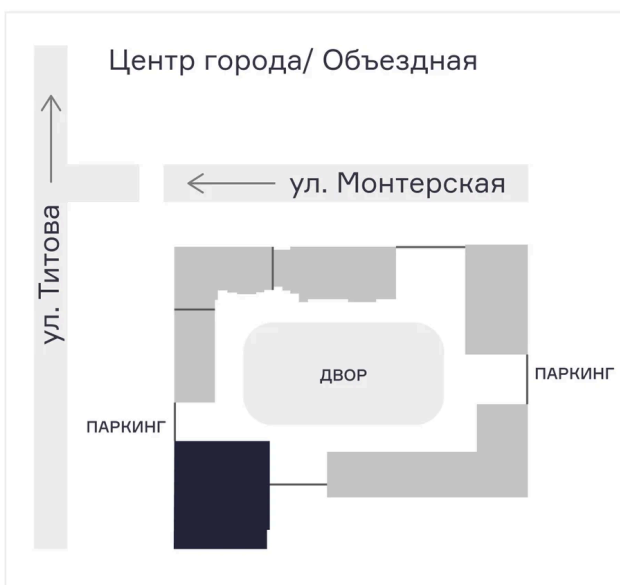 Центр города/ Объездная
ул. Монтерская
ул. Титова
ДВОР
ПАРКИНГ
ПАРКИНГ